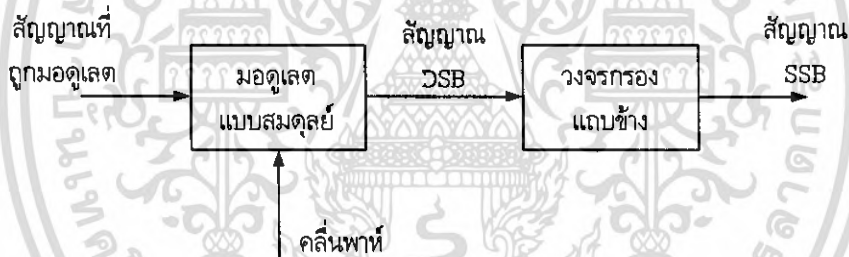 สัญญาณที่
ถูกมอดูเลต
มอดูเลต
แบบสมดุลย์
สัญญาณ
DSB
วงจรกรอง
แถบข้าง
สัญญาณ
SSB
คลื่นพาห์